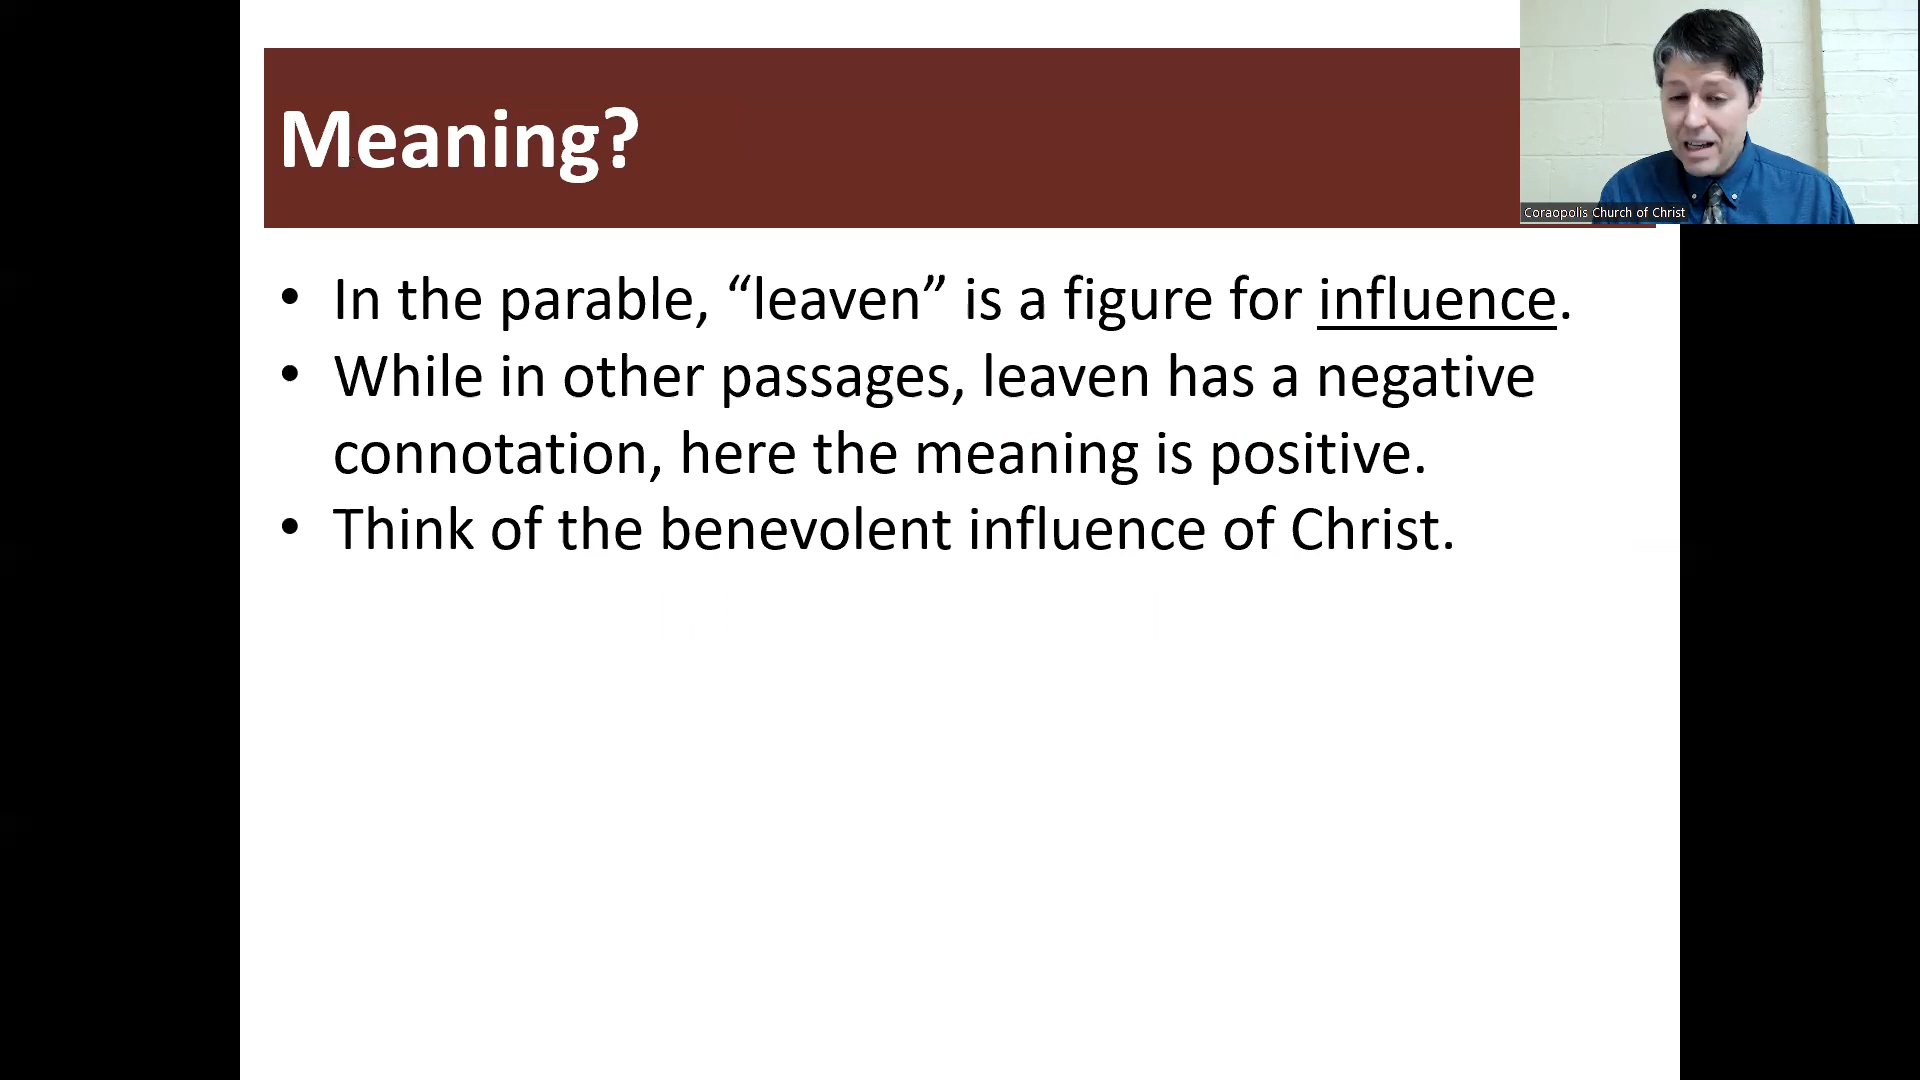 Meaning?
Coraopolis Church of Christ
• In the parable, “leaven” is a figure for influence.
• While in other passages, leaven has a negative
connotation, here the meaning is positive.
• Think of the benevolent influence of Christ.